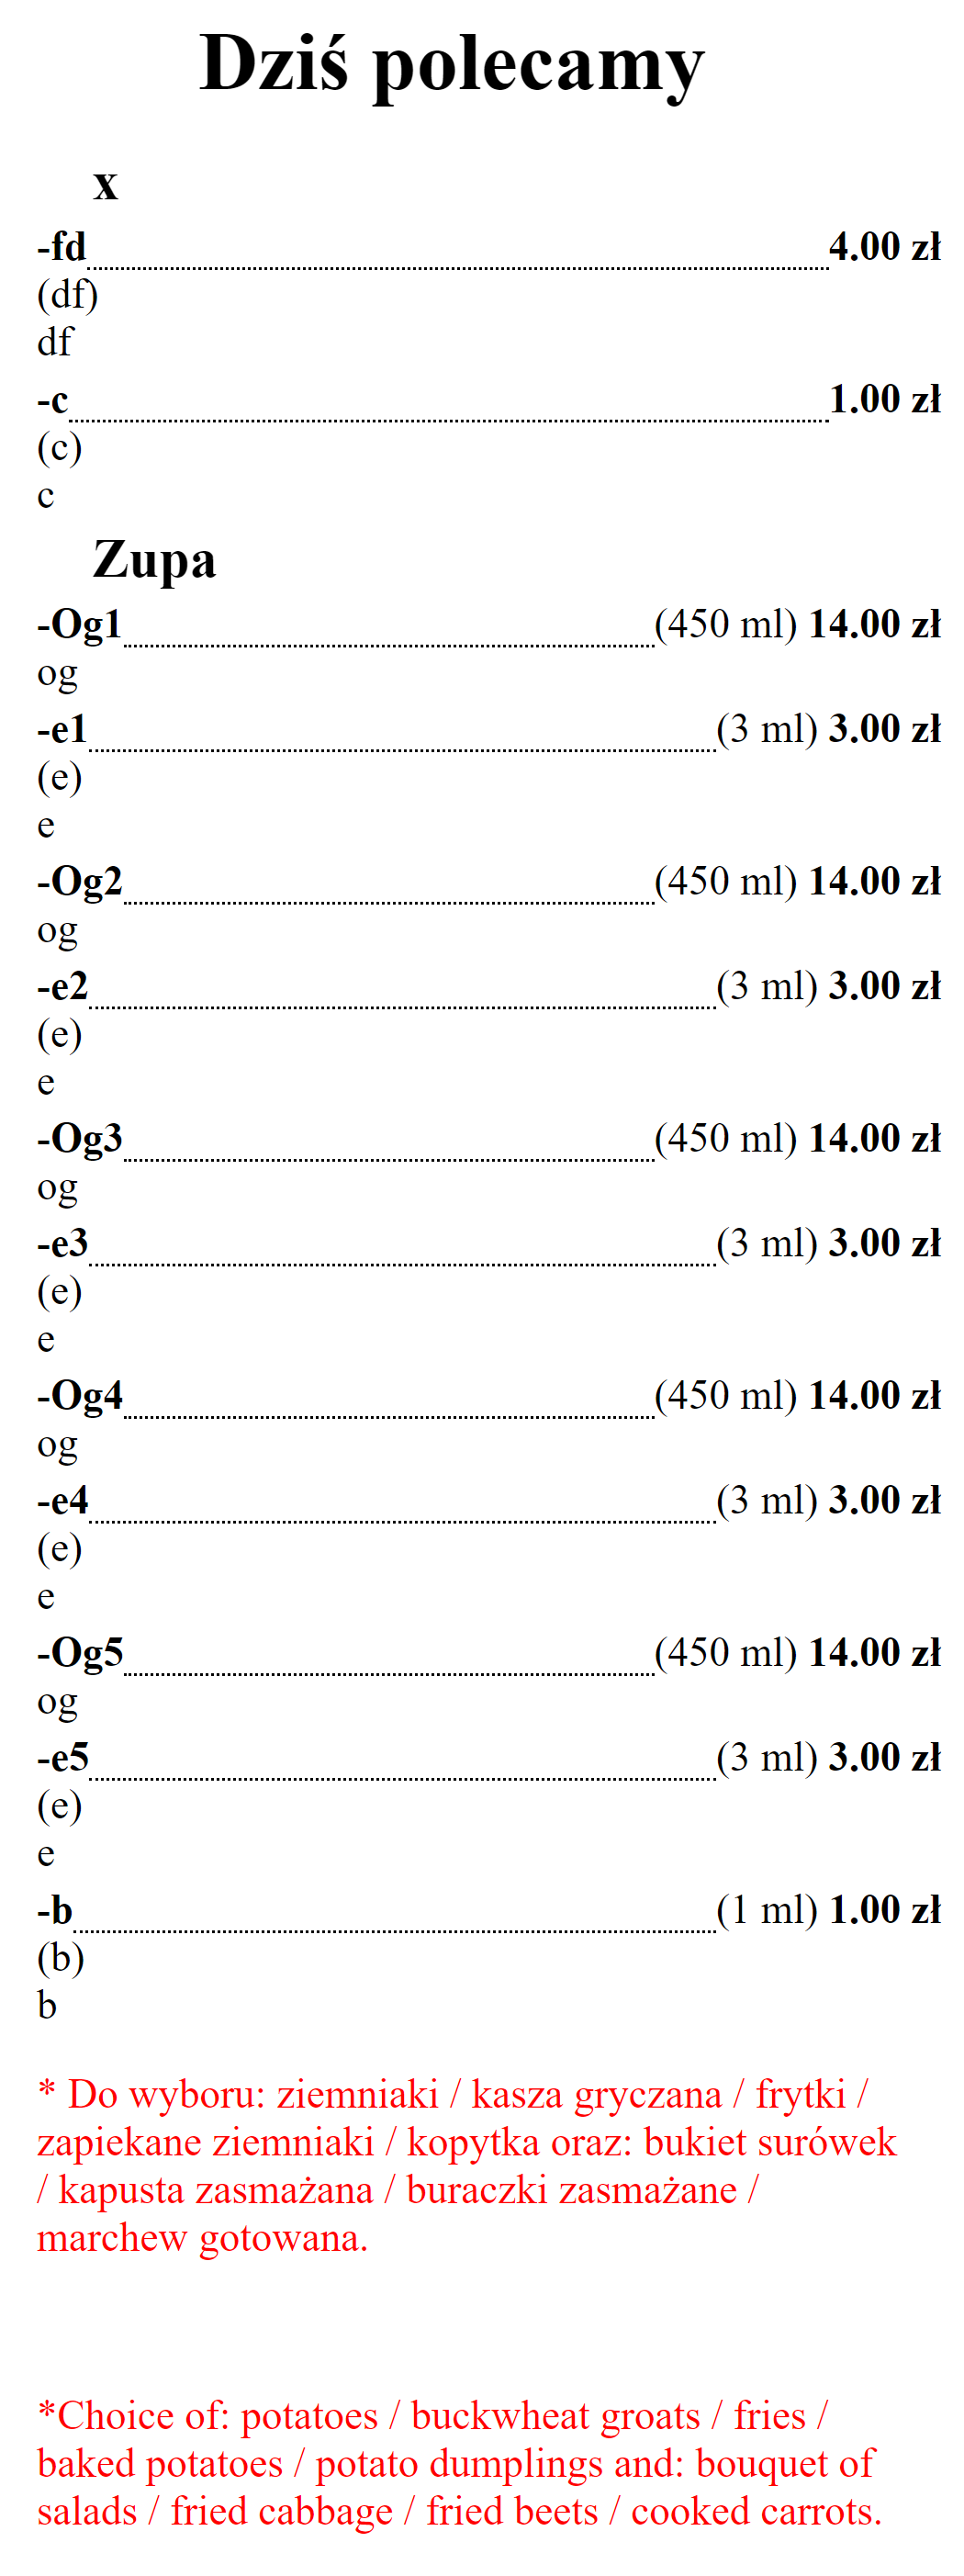 Dziś polecamy
x
-fd 4.00 zł
(df)
df
-c 1.00 zł
(c)
c
Zupa
-Og1 (450 ml) 14.00 zł
og
-e1 (3 ml) 3.00 zł
(e)
e
-Og2 (450 ml) 14.00 zł
og
-e2 (3 ml) 3.00 zł
(e)
e
-Og3 (450 ml) 14.00 zł
og
-e3 (3 ml) 3.00 zł
(e)
e
-Og4 (450 ml) 14.00 zł
og
-e4 (3 ml) 3.00 zł
(e)
e
-Og5 (450 ml) 14.00 zł
og
-e5 (3 ml) 3.00 zł
(e)
e
-b (1 ml) 1.00 zł
(b)
b
* Do wyboru: ziemniaki / kasza gryczana / frytki /
zapiekane ziemniaki / kopytka oraz: bukiet surówek
/ kapusta zasmażana / buraczki zasmażane /
marchew gotowana.
*Choice of: potatoes / buckwheat groats / fries /
baked potatoes / potato dumplings and: bouquet of
salads / fried cabbage / fried beets / cooked carrots.